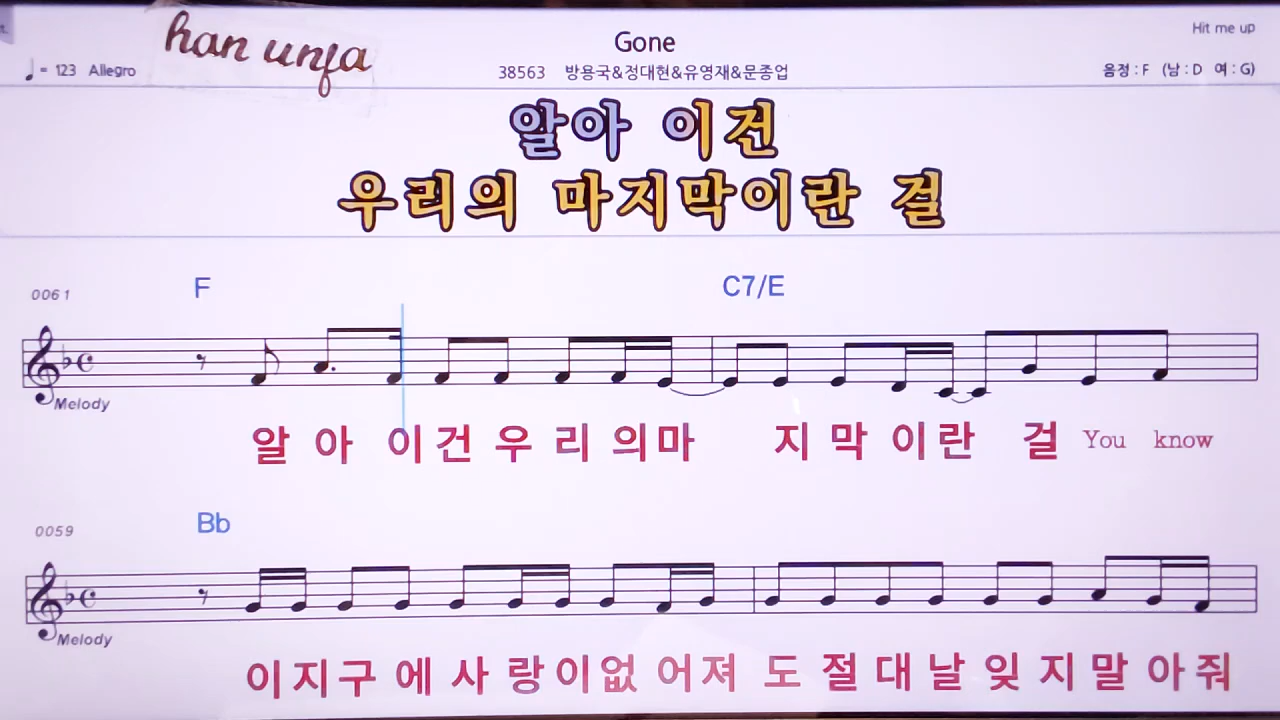 han unfa
Gone
Hit me up
♩= 123 Allegro
38563 방용국&정대현&유영재&문종업
음정 : F (남 : D 여 : G)
알아 이건
우리의 마지막이란 걸
0061
F
C7/E
Melody
알 아 이 건 우 리 의 마 지 막 이 란 걸 You know
0059
Bb
Melody
이 지 구 에 사 랑 이 없 어 져 도 절 대 날 잊 지 말 아 줘